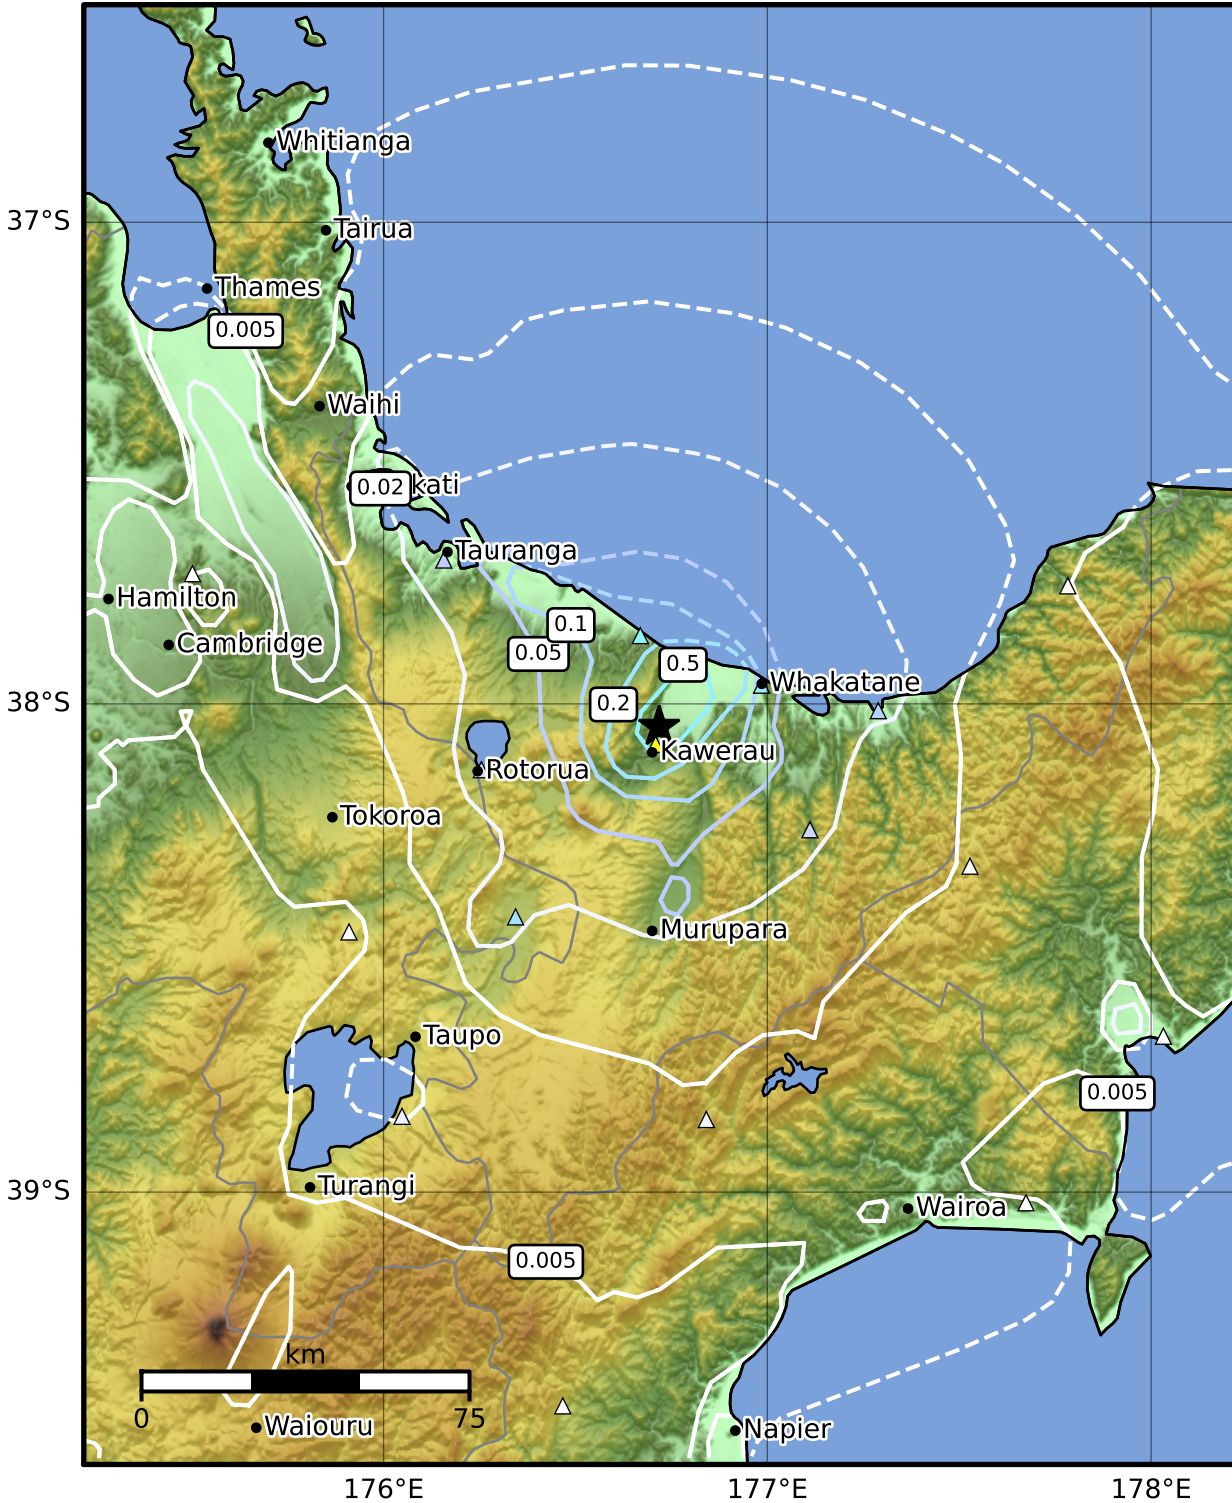 Whitianga
37°S
Tairua
Thames
0.005
Waihi
0.02
kati
Tauranga
Hamilton
0.1
Cambridge
0.05
0.5
Whakatane
38°S
0.2
Kawerau
Rotorua
Tokoroa
Murupara
Taupo
0.005
39°S
Turangi
Wairoa
0.005
km
0
75
Waiouru
Napier
176°E
177°E
178°E